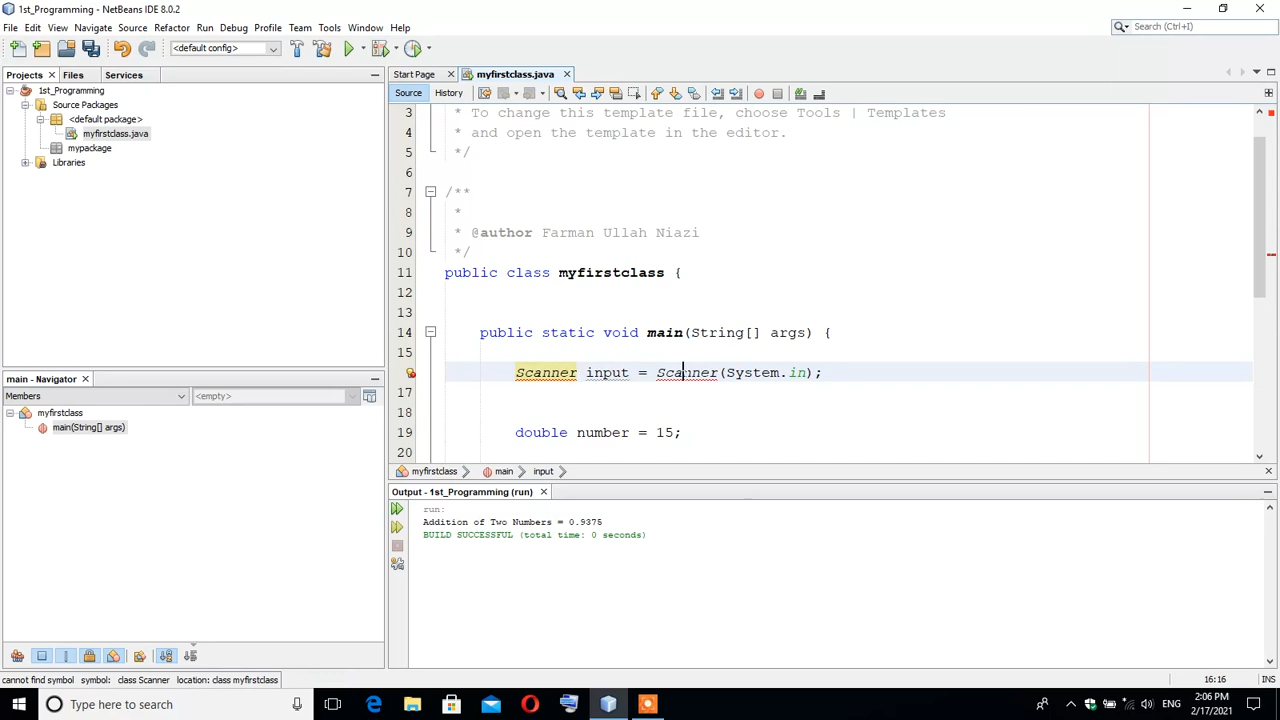 1st_Programming - NetBeans IDE 8.0.2
File Edit View Navigate Source Refactor Run Debug Profile Team Tools Window Help
Search (Ctrl+I)
<default config>
Projects Files Services
Start Page myfirstclass.java
1st_Programming
Source Packages
<default package>
myfirstclass.java
mypackage
Libraries
Source History
3 * To change this template file, choose Tools | Templates
4 * and open the template in the editor.
5 */
6
7 /**
8 *
9 * @author Farman Ullah Niazi
10 */
11 public class myfirstclass {
12
13
14 public static void main(String[] args) {
15
Scanner input = Scanner(System.in);
17
18
19 double number = 15;
20
main - Navigator
Members <empty>
myfirstclass
main(String[] args)
myfirstclass main input
Output - 1st_Programming (run)
run:
Addition of Two Numbers = 0.9375
BUILD SUCCESSFUL (total time: 0 seconds)
cannot find symbol symbol: class Scanner location: class myfirstclass
16:16 INS
Type here to search
ENG
2:06 PM
2/17/2021